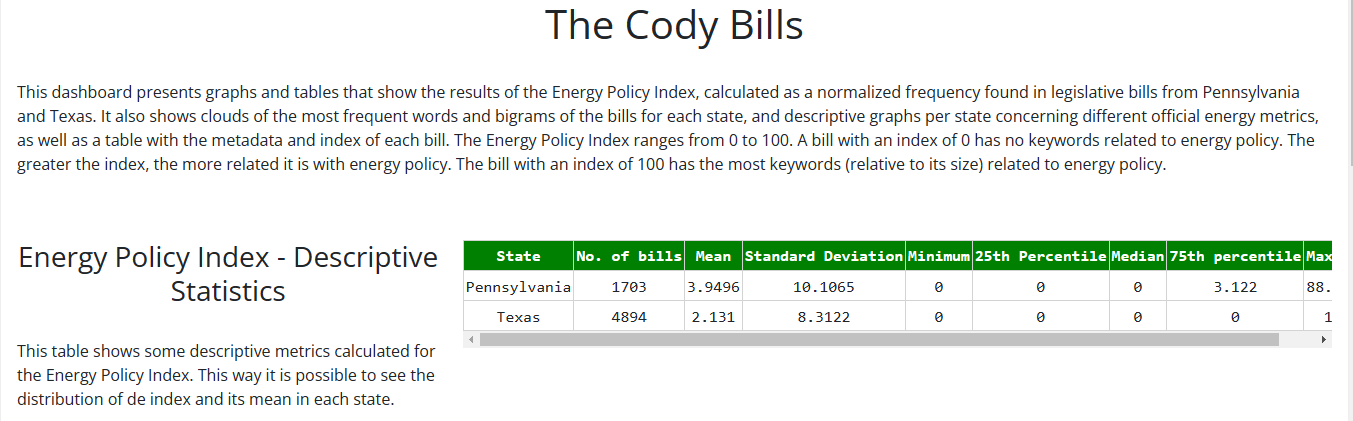 The Cody Bills
This dashboard presents graphs and tables that show the results of the Energy Policy Index, calculated as a normalized frequency found in legislative bills from Pennsylvania
and Texas. It also shows clouds of the most frequent words and bigrams of the bills for each state, and descriptive graphs per state concerning different official energy metrics,
as well as a table with the metadata and index of each bill. The Energy Policy Index ranges from 0 to 100. A bill with an index of 0 has no keywords related to energy policy. The
greater the index, the more related it is with energy policy. The bill with an index of 100 has the most keywords (relative to its size) related to energy policy.
Energy Policy Index - Descriptive
Statistics
This table shows some descriptive metrics calculated for
the Energy Policy Index. This way it is possible to see the
distribution of de index and its mean in each state.
State No. of bills Mean Standard Deviation Minimum 25th Percentile Median 75th percentile Max
Pennsylvania 1703 3.9496 10.1065 0 0 0 3.122 88.
Texas 4894 2.131 8.3122 0 0 0 0 1